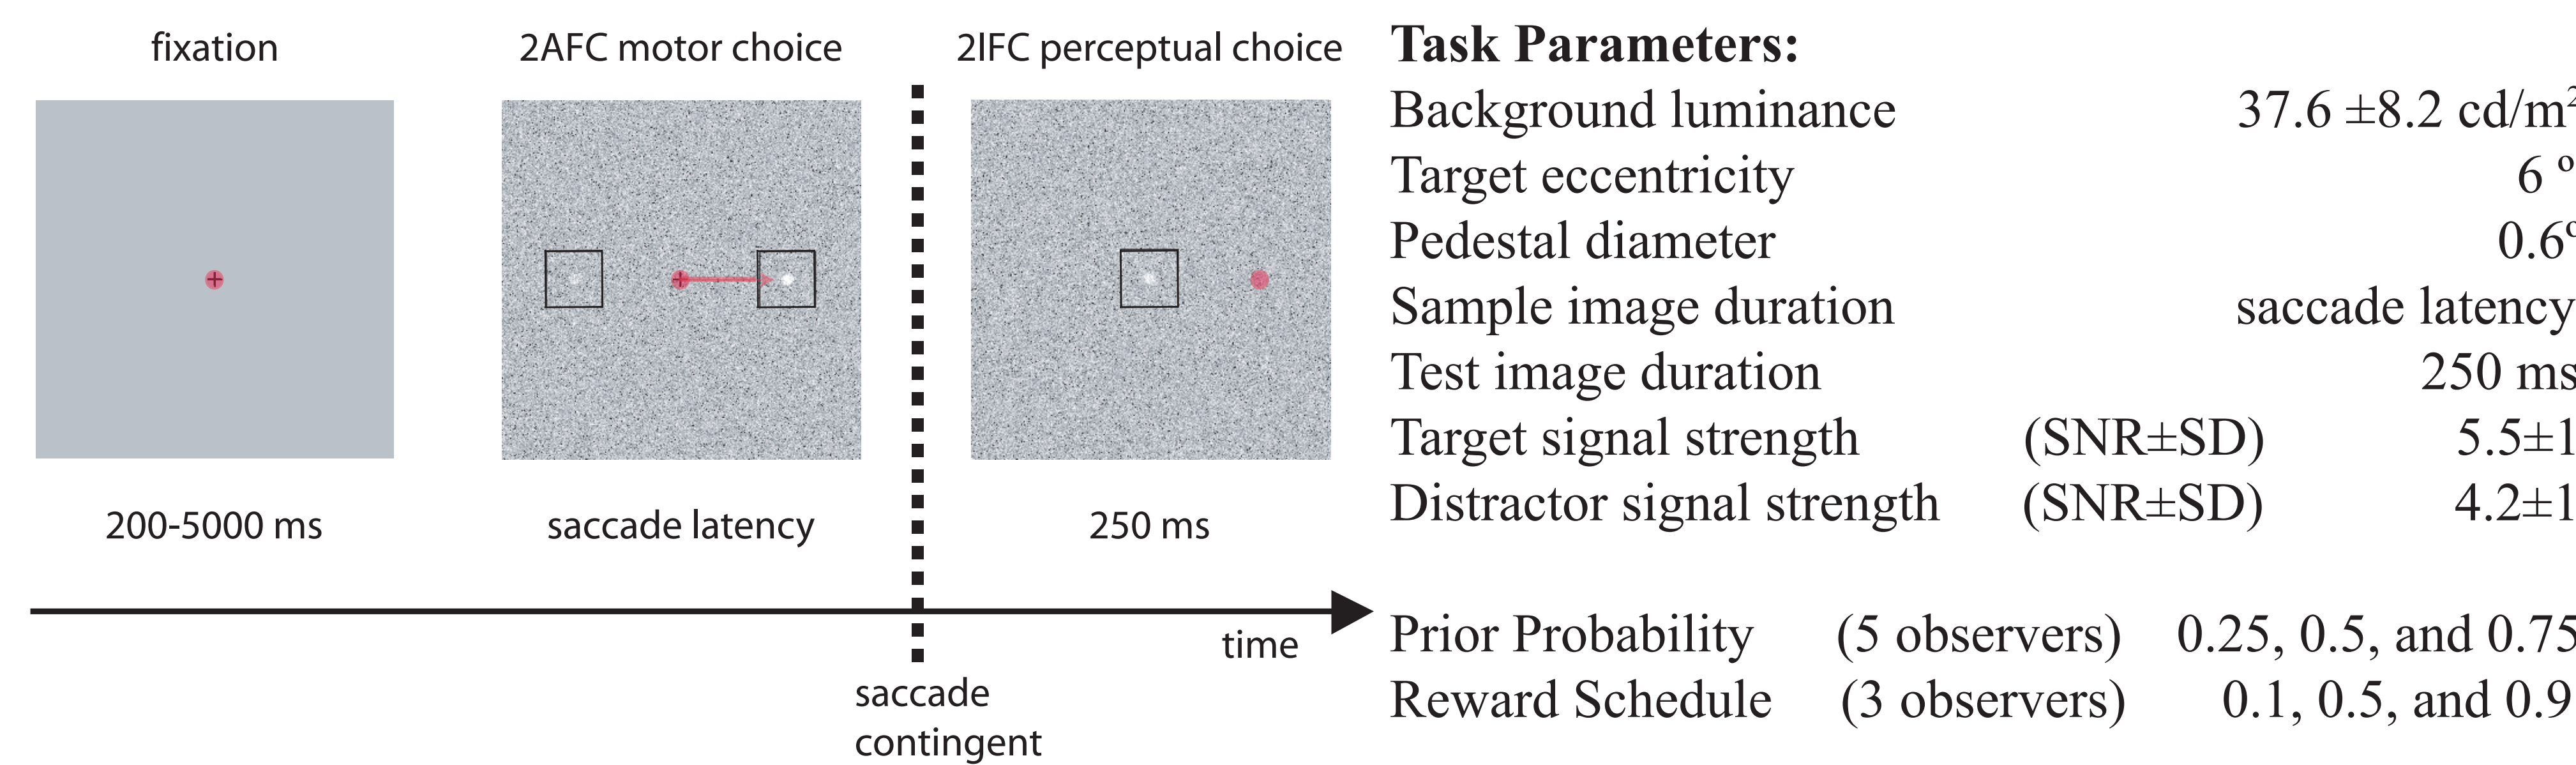 fixation
2AFC motor choice
2IFC perceptual choice
200-5000 ms
saccade latency
250 ms
time
saccade
contingent
Task Parameters:
Background luminance 37.6 ±8.2 cd/m²
Target eccentricity 6 º
Pedestal diameter 0.6º
Sample image duration saccade latency
Test image duration 250 ms
Target signal strength (SNR±SD) 5.5±1
Distractor signal strength (SNR±SD) 4.2±1
Prior Probability (5 observers) 0.25, 0.5, and 0.75
Reward Schedule (3 observers) 0.1, 0.5, and 0.9